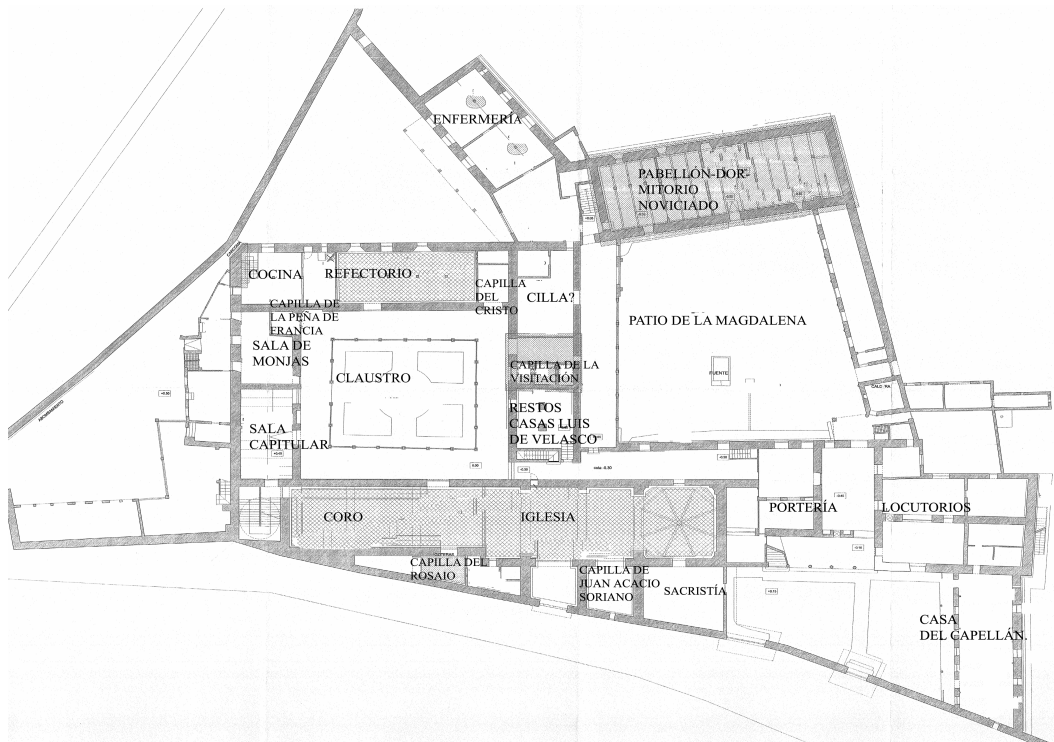 ENFERMERÍA
PABELLÓN-DOR-
MITORIO
NOVICIADO
COCINA
REFECTORIO
CAPILLA
DEL
CRISTO
CILLA?
CAPILLA DE
LA PEÑA DE
FRANCIA
SALA DE
MONJAS
CLAUSTRO
CAPILLA DE LA
VISITACIÓN
PATIO DE LA MAGDALENA
FUENTE
RESTOS
CASAS LUIS
DE VELASCO
SALA
CAPITULAR
0.00
CORO
IGLESIA
PORTERÍA
LOCUTORIOS
CAPILLA DEL
ROSAIO
CAPILLA DE
JUAN ACACIO
SORIANO
SACRISTÍA
CASA
DEL CAPELLÁN.